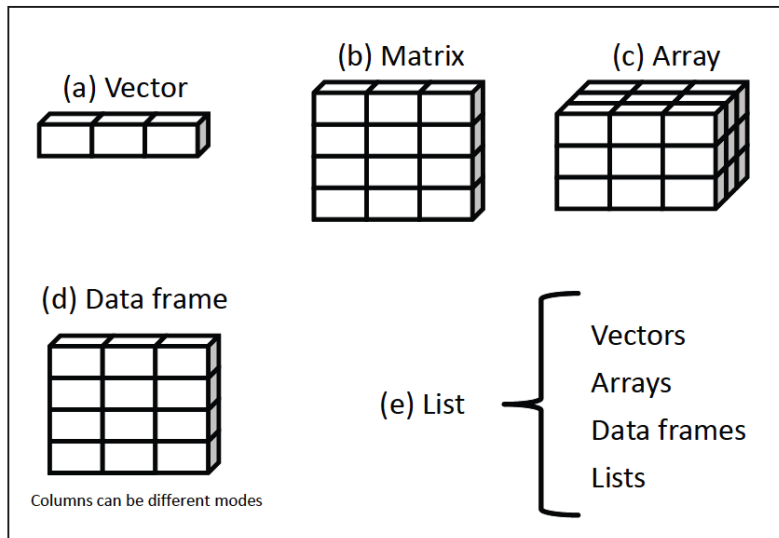 (a) Vector
(b) Matrix
(c) Array
(d) Data frame
Columns can be different modes
(e) List
Vectors
Arrays
Data frames
Lists